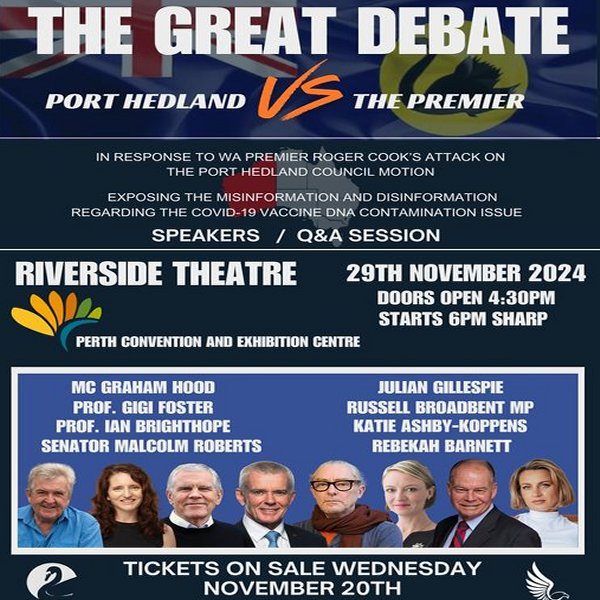 THE GREAT DEBATE
PORT HEDLAND VS THE PREMIER
IN RESPONSE TO WA PREMIER ROGER COOK'S ATTACK ON
THE PORT HEDLAND COUNCIL MOTION
EXPOSING THE MISINFORMATION AND DISINFORMATION
REGARDING THE COVID-19 VACCINE DNA CONTAMINATION ISSUE
SPEAKERS / Q&A SESSION
RIVERSIDE THEATRE
PERTH CONVENTION AND EXHIBITION CENTRE
29TH NOVEMBER 2024
DOORS OPEN 4:30PM
STARTS 6PM SHARP
MC GRAHAM HOOD
PROF. GIGI FOSTER
PROF. IAN BRIGHTHOPE
SENATOR MALCOLM ROBERTS
JULIAN GILLESPIE
RUSSELL BROADBENT MP
KATIE ASHBY-KOPPENS
REBEKAH BARNETT
TICKETS ON SALE WEDNESDAY
NOVEMBER 20TH